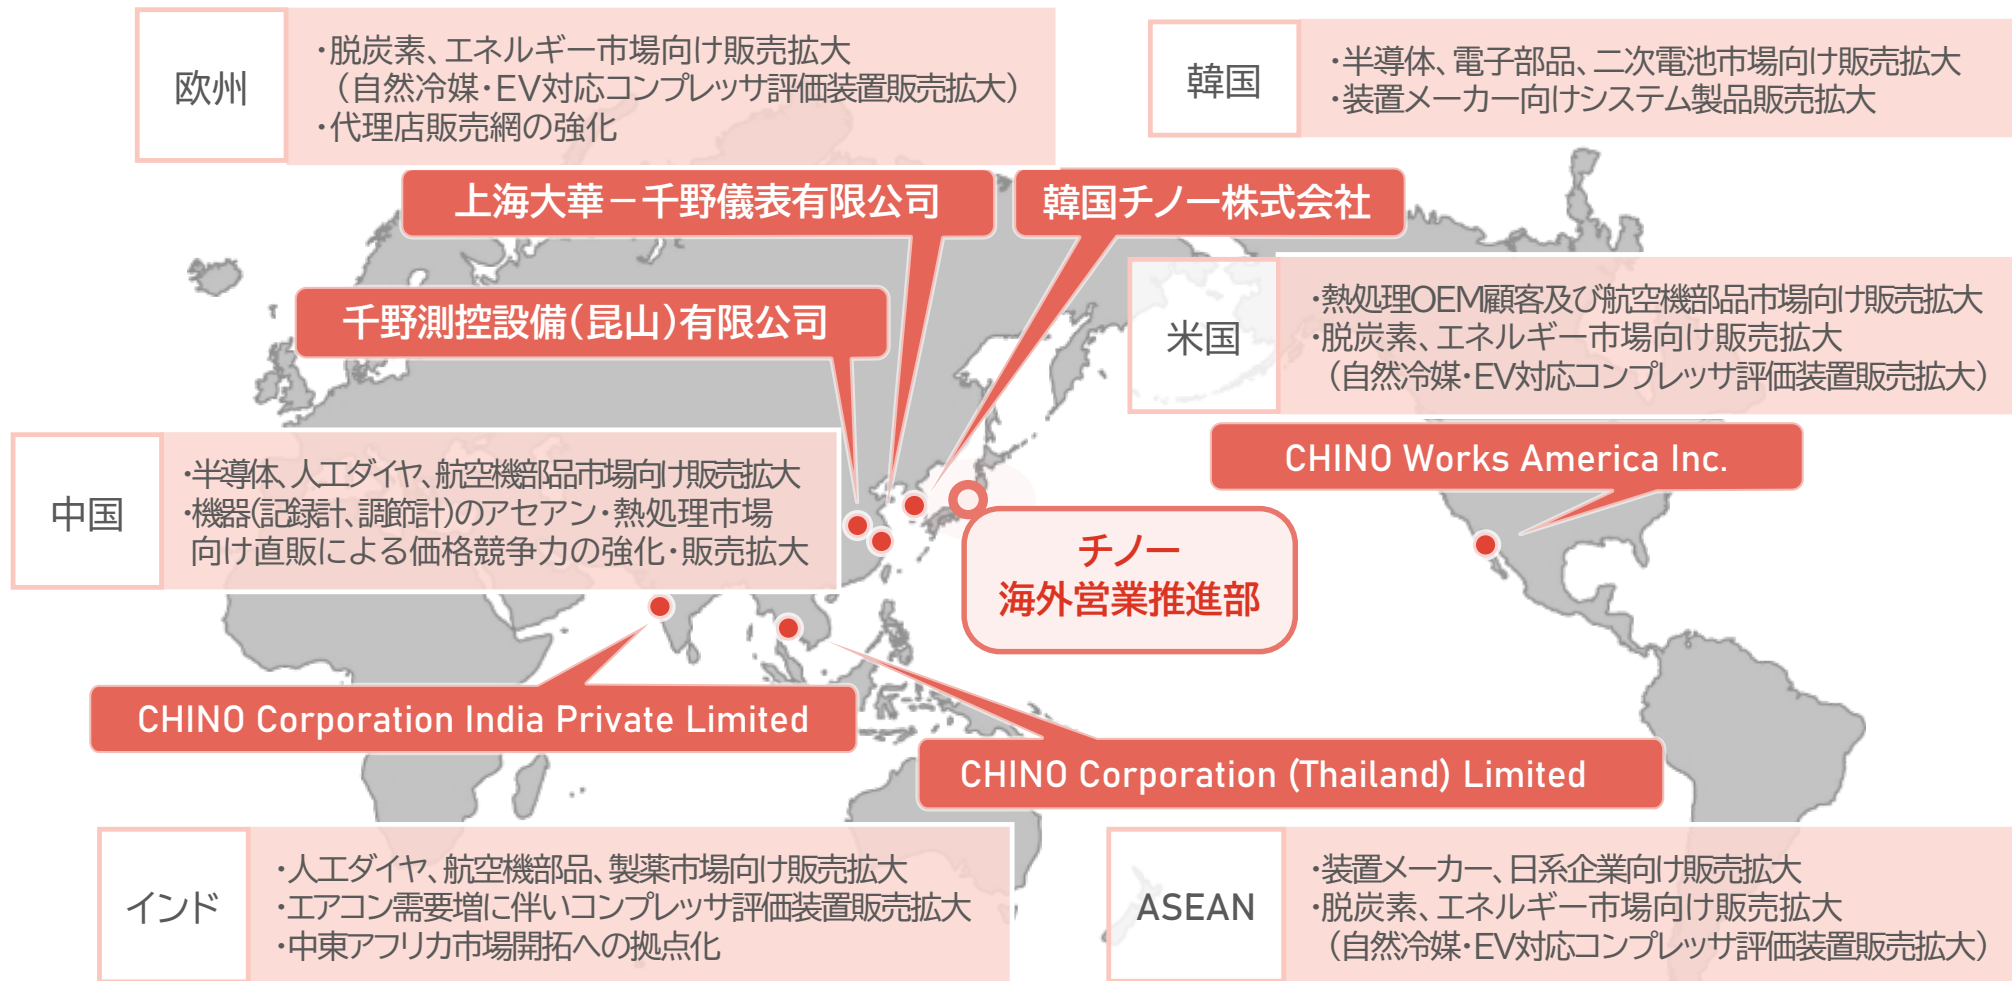 欧州
・脱炭素、エネルギー市場向け販売拡大
（自然冷媒・EV対応コンプレッサ評価装置販売拡大）
・代理店販売網の強化
韓国
・半導体、電子部品、二次電池市場向け販売拡大
・装置メーカー向けシステム製品販売拡大
上海大華－千野儀表有限公司
韓国チノー株式会社
千野測控設備（昆山）有限公司
米国
・熱処理OEM顧客及び航空機部品市場向け販売拡大
・脱炭素、エネルギー市場向け販売拡大
（自然冷媒・EV対応コンプレッサ評価装置販売拡大）
CHINO Works America Inc.
中国
・半導体、人工ダイヤ、航空機部品市場向け販売拡大
・機器（記録計、調節計）のアセアン・熱処理市場
向け直販による価格競争力の強化・販売拡大
チノー
海外営業推進部
CHINO Corporation India Private Limited
CHINO Corporation (Thailand) Limited
インド
・人工ダイヤ、航空機部品、製薬市場向け販売拡大
・エアコン需要増に伴いコンプレッサ評価装置販売拡大
・中東アフリカ市場開拓への拠点化
ASEAN
・装置メーカー、日系企業向け販売拡大
・脱炭素、エネルギー市場向け販売拡大
（自然冷媒・EV対応コンプレッサ評価装置販売拡大）